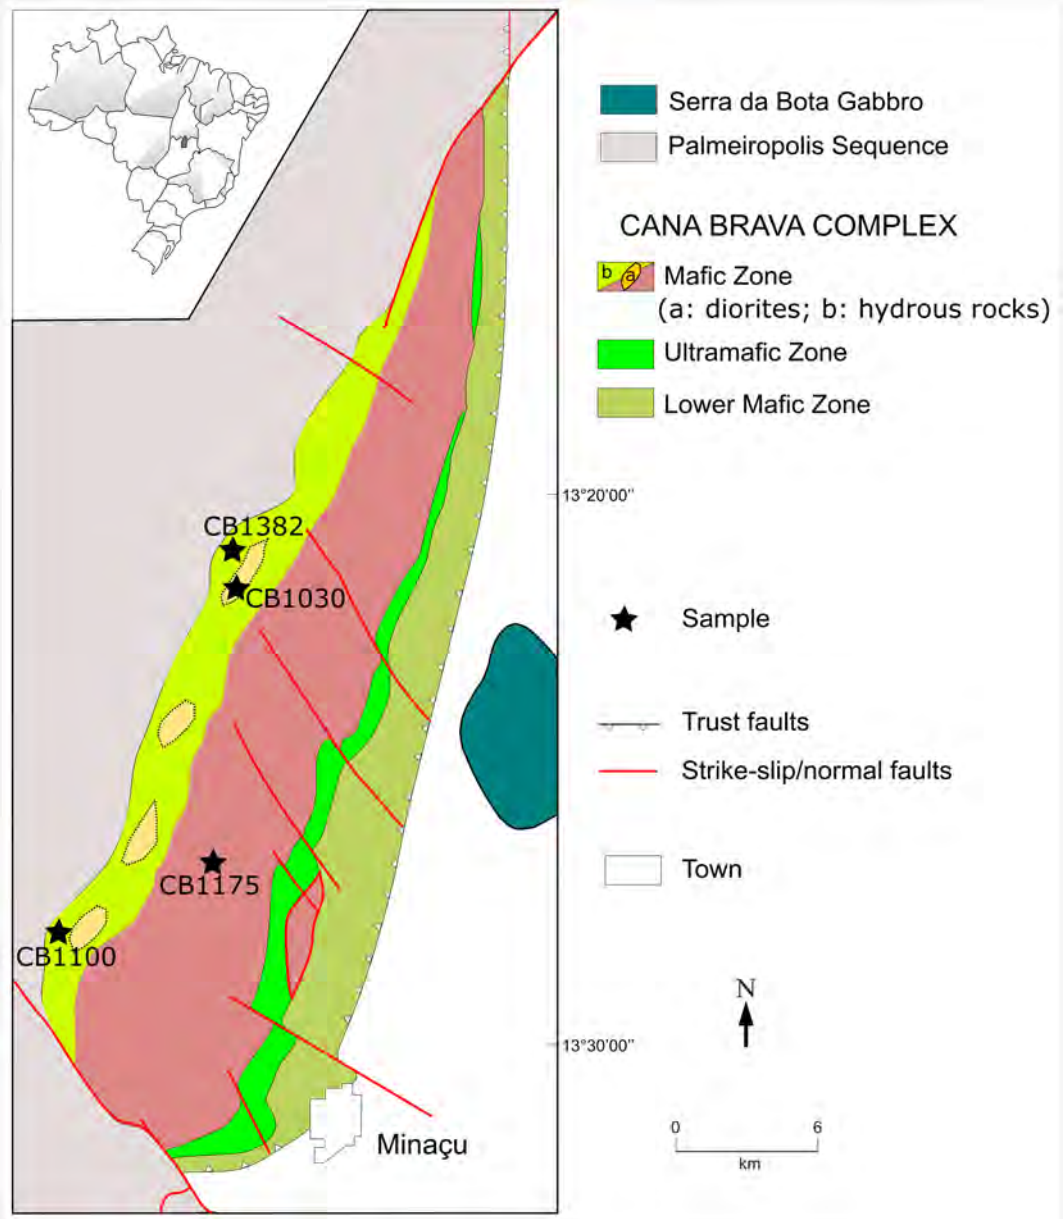 Serra da Bota Gabbro
Palmeiropolis Sequence
CANA BRAVA COMPLEX
b
a
Mafic Zone
(a: diorites; b: hydrous rocks)
Ultramafic Zone
Lower Mafic Zone
13°20'00"
CB1382
CB1030
Sample
Trust faults
Strike-slip/normal faults
Town
CB1175
CB1100
N
13°30'00"
Minaçu
0 6
km